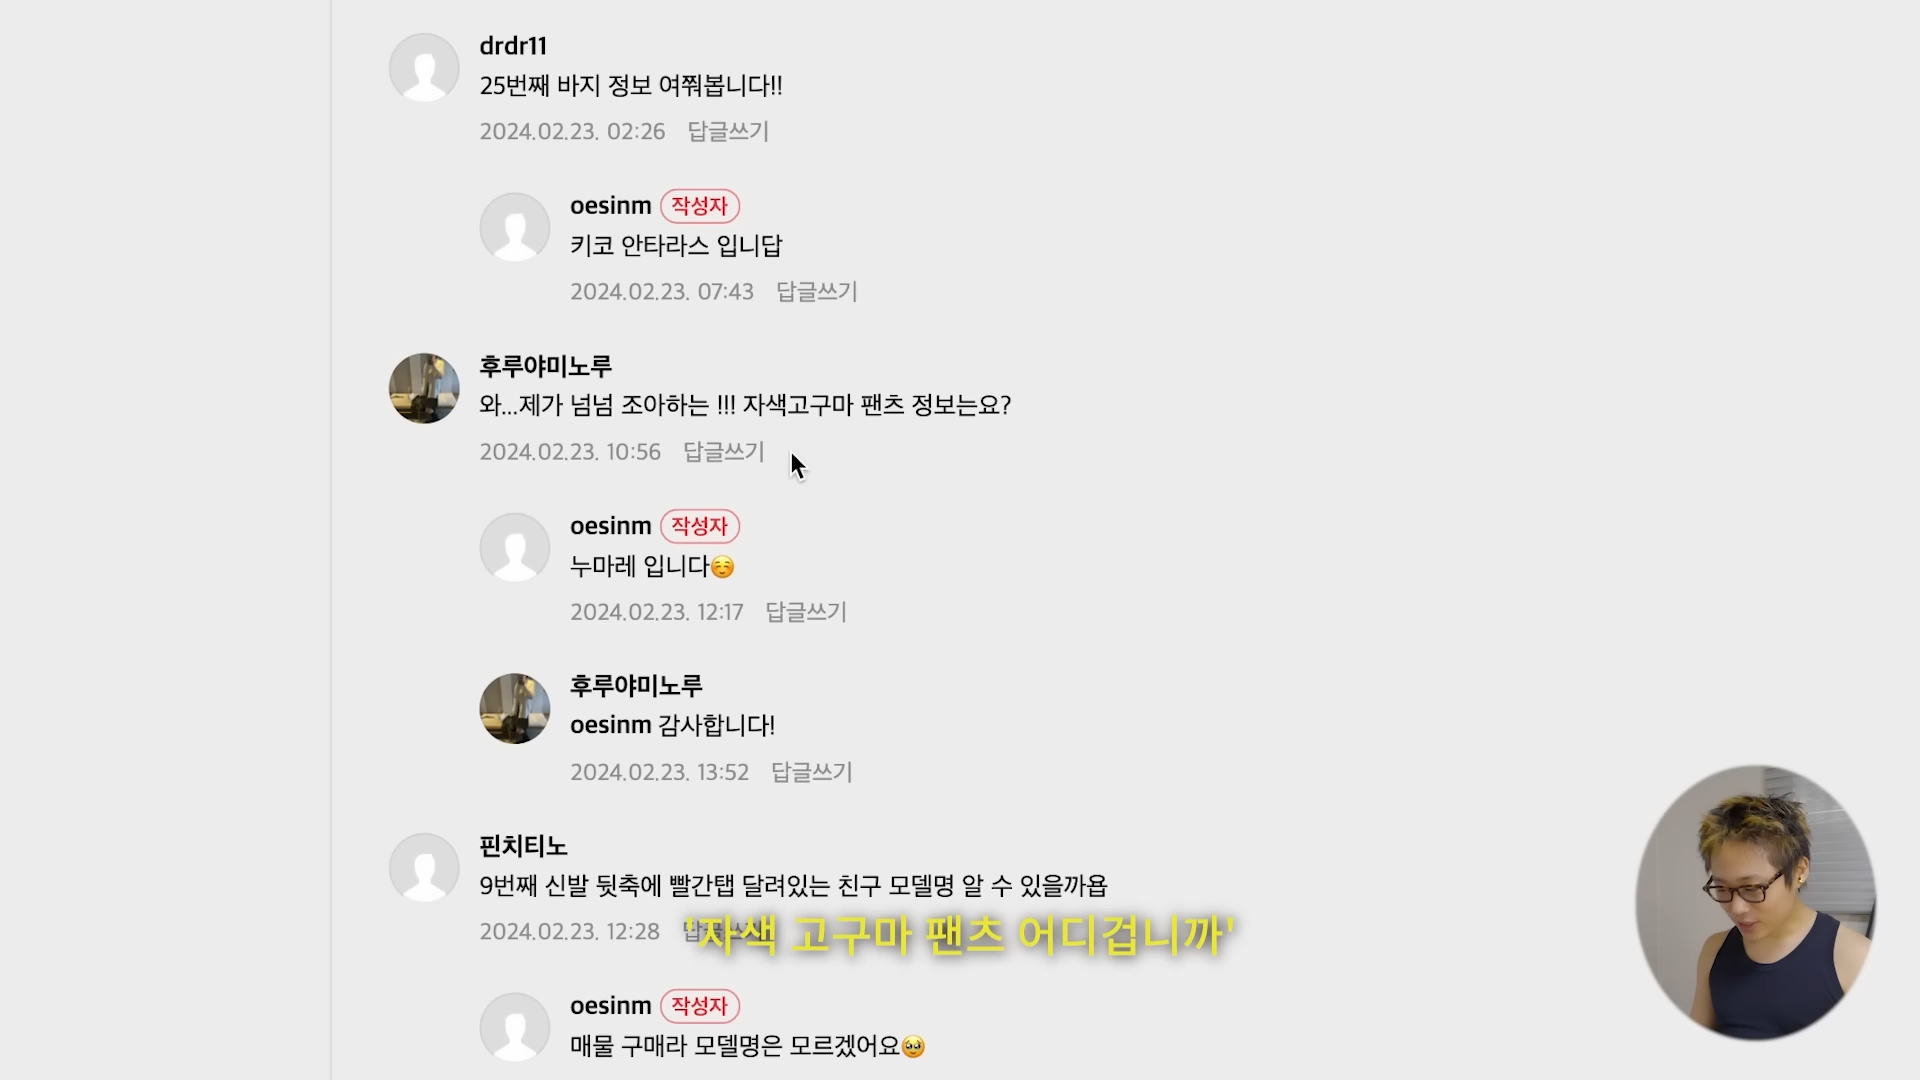 drdr11
25번째 바지 정보 여쭤봅니다!!
2024.02.23. 02:26 답글쓰기
oesinm 작성자
키코 안타라스 입니답
2024.02.23. 07:43 답글쓰기
후루야미노루
와...제가 넘넘 조아하는 !!! 자색고구마 팬츠 정보는요?
2024.02.23. 10:56 답글쓰기
oesinm 작성자
누마레 입니다☺️
2024.02.23. 12:17 답글쓰기
후루야미노루
oesinm 감사합니다!
2024.02.23. 13:52 답글쓰기
핀치티노
9번째 신발 뒷축에 빨간탭 달려있는 친구 모델명 알 수 있을까욥
2024.02.23. 12:28
'자색 고구마 팬츠 어디겁니까'
oesinm 작성자
매물 구매라 모델명은 모르겠어요🥹